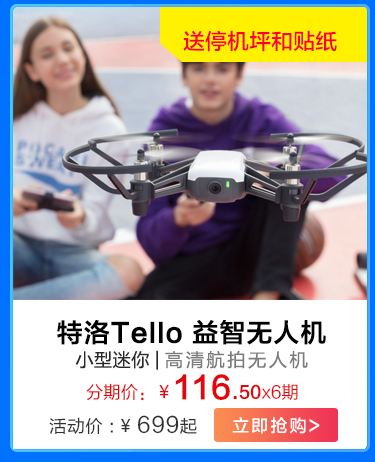 送停机坪和贴纸
特洛Tello 益智无人机
小型迷你 | 高清航拍无人机
分期价：¥116.50x6期
活动价：¥ 699起
立即抢购>